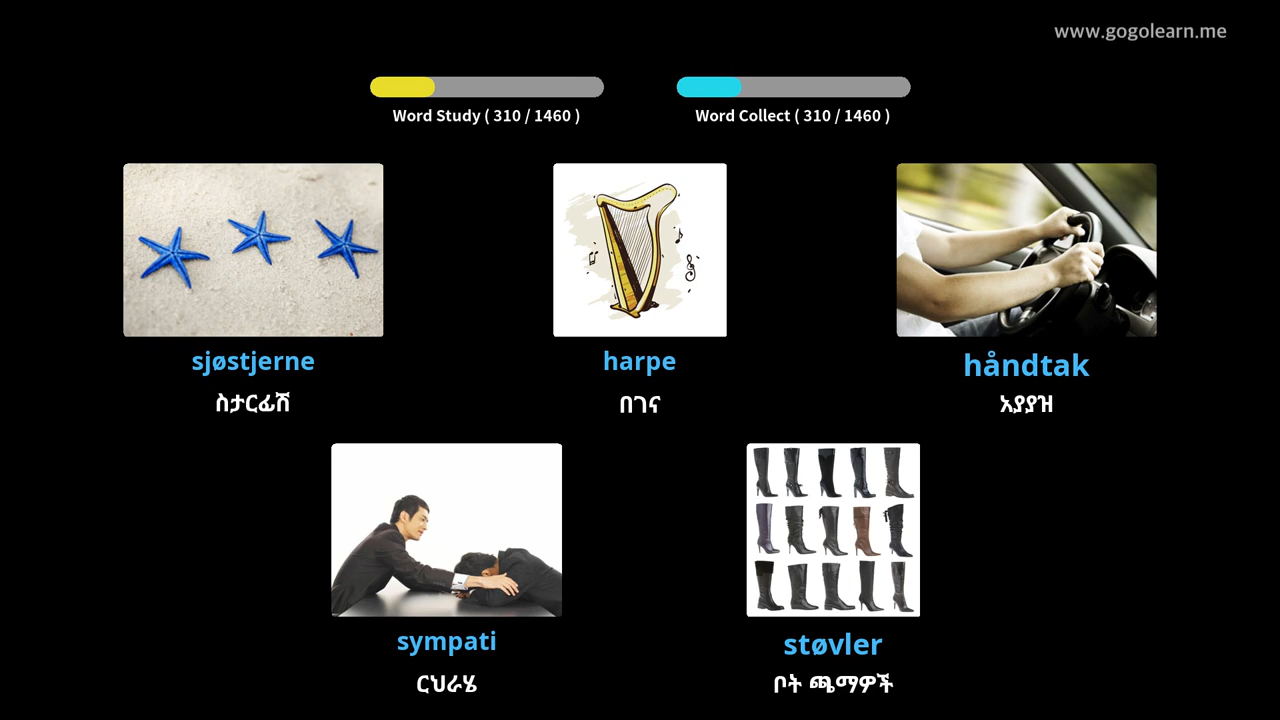 www.gogolearn.me
Word Study ( 310 / 1460 )
Word Collect ( 310 / 1460 )
sjøstjerne
harpe
håndtak
ስታርፊሽ
በገና
አያያዝ
sympati
støvler
ርህራሄ
ቦት ጫማዎች